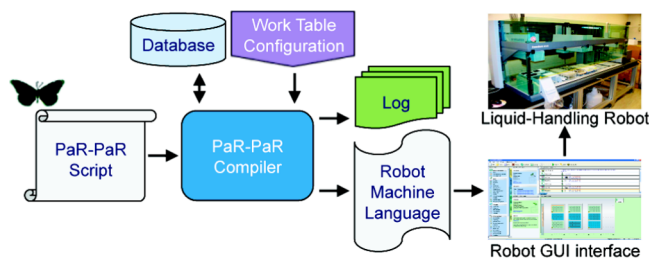 Database
Work Table
Configuration
PaR-PaR
Script
PaR-PaR
Compiler
Log
Robot
Machine
Language
Liquid-Handling Robot
Robot GUI interface